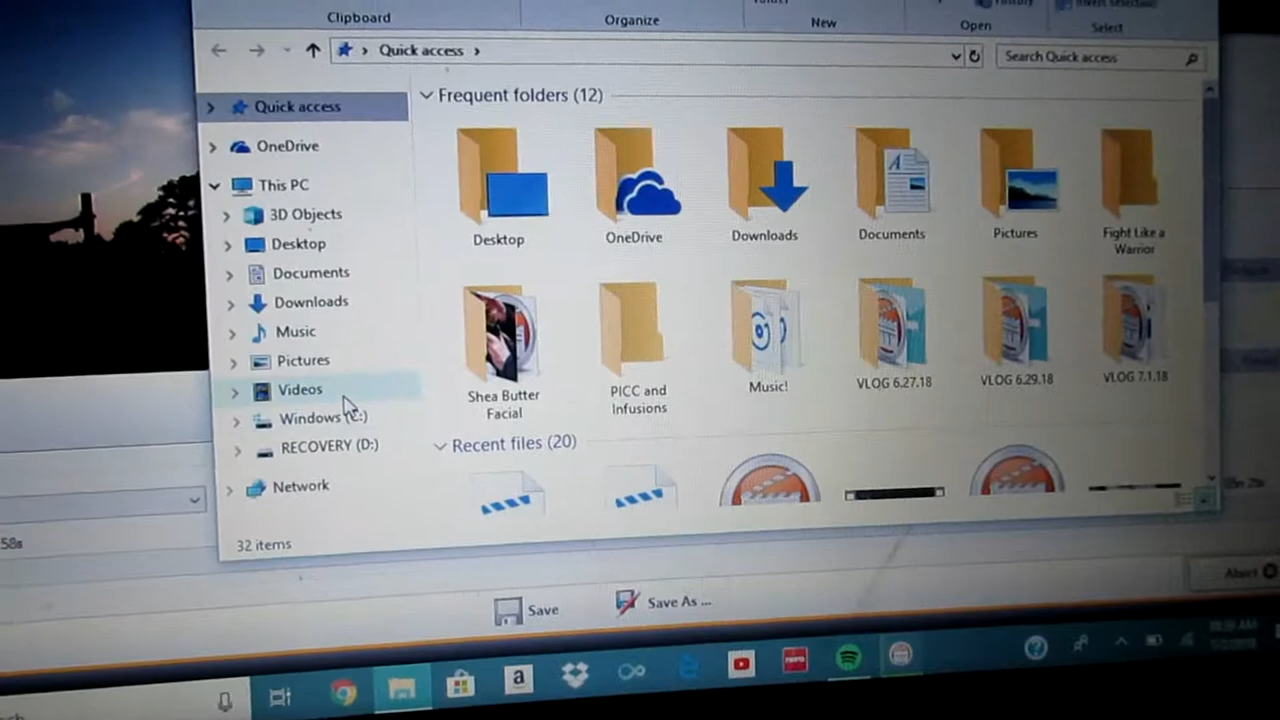 Clipboard
Organize
New
Open
Select
Quick access
Search Quick access
Quick access
OneDrive
This PC
3D Objects
Desktop
Documents
Downloads
Music
Pictures
Videos
Windows (C:)
RECOVERY (D:)
Network
32 items
Frequent folders (12)
Desktop
OneDrive
Downloads
Documents
Pictures
Fight Like a
Warrior
Shea Butter
Facial
PICC and
Infusions
Music!
VLOG 6.27.18
VLOG 6.29.18
VLOG 7.1.18
Recent files (20)
58s
Abort
Save
Save As ...
a
nero